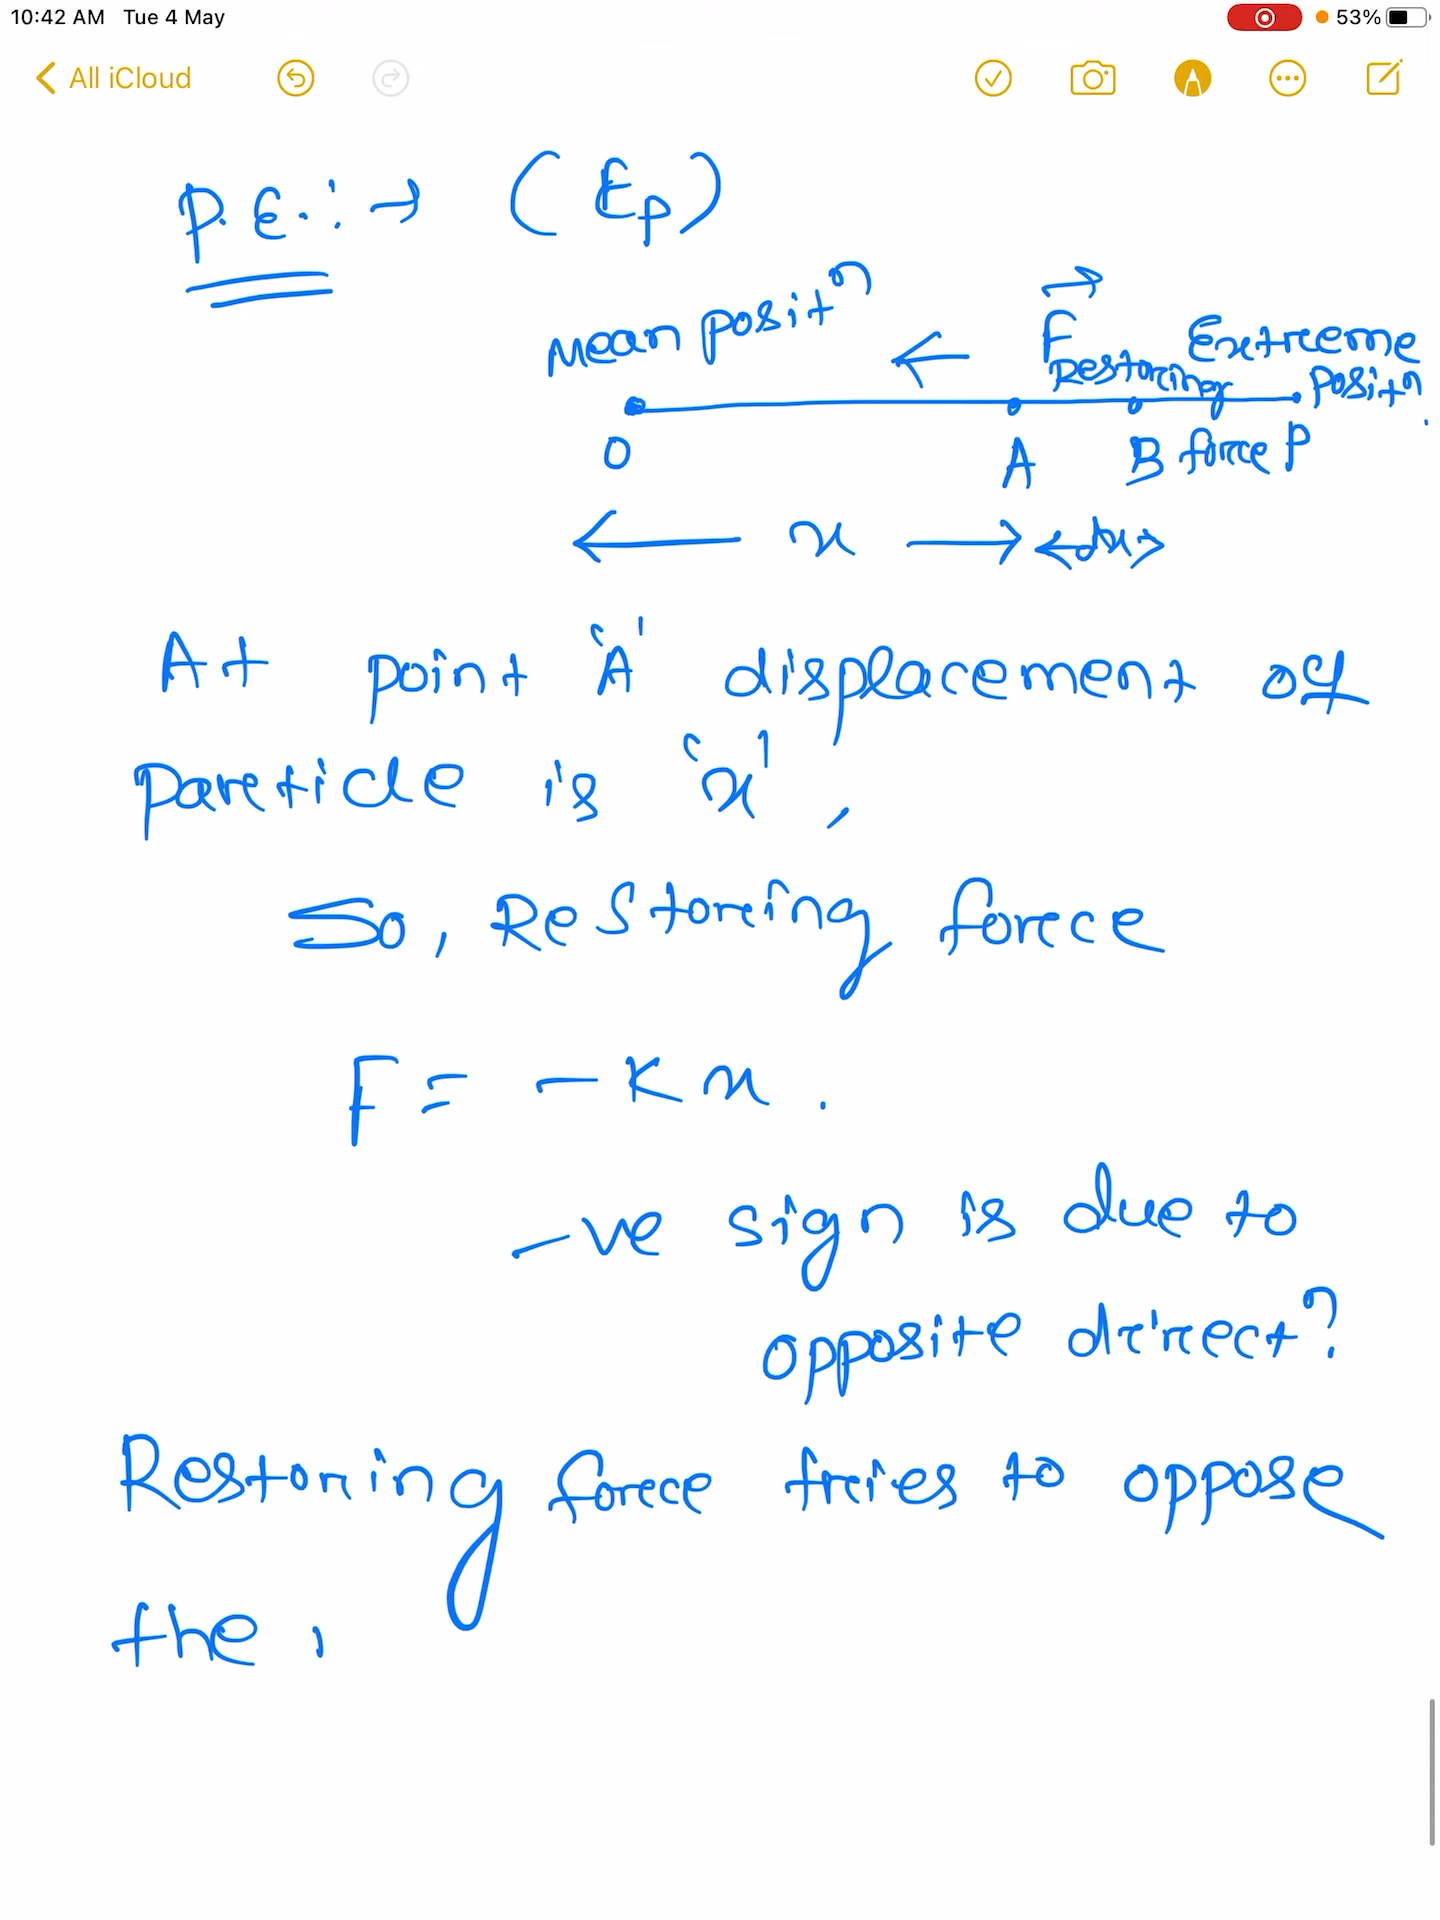 10:42 AM Tue 4 May 53%
All iCloud
P.E.:→ (Ep)
Mean positⁿ ← F Extreme
Restoring positⁿ.
O A B force P
← x → ←dx→
At point 'A' displacement of
particle is 'x',
So, Restoring force
F = -Kx.
-ve sign is due to
opposite directⁿ
Restoring force tries to oppose
the